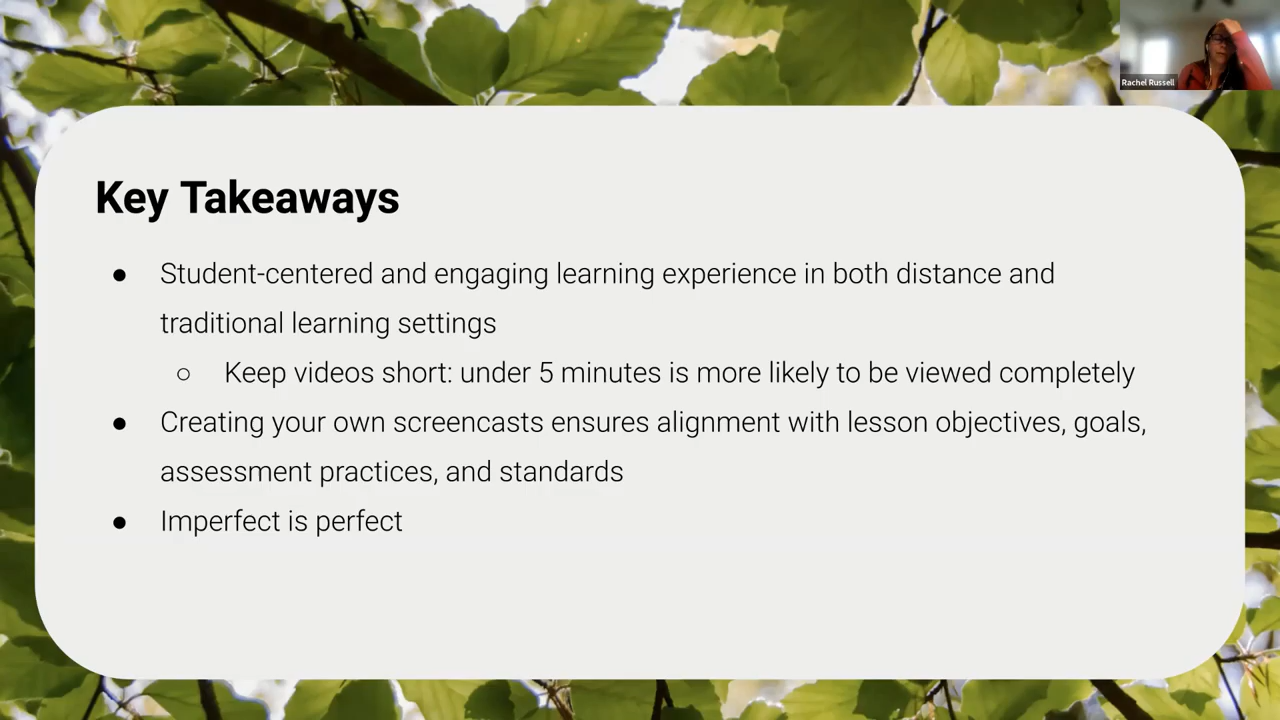 Rachel Russell
Key Takeaways
● Student-centered and engaging learning experience in both distance and
traditional learning settings
○ Keep videos short: under 5 minutes is more likely to be viewed completely
● Creating your own screencasts ensures alignment with lesson objectives, goals,
assessment practices, and standards
● Imperfect is perfect